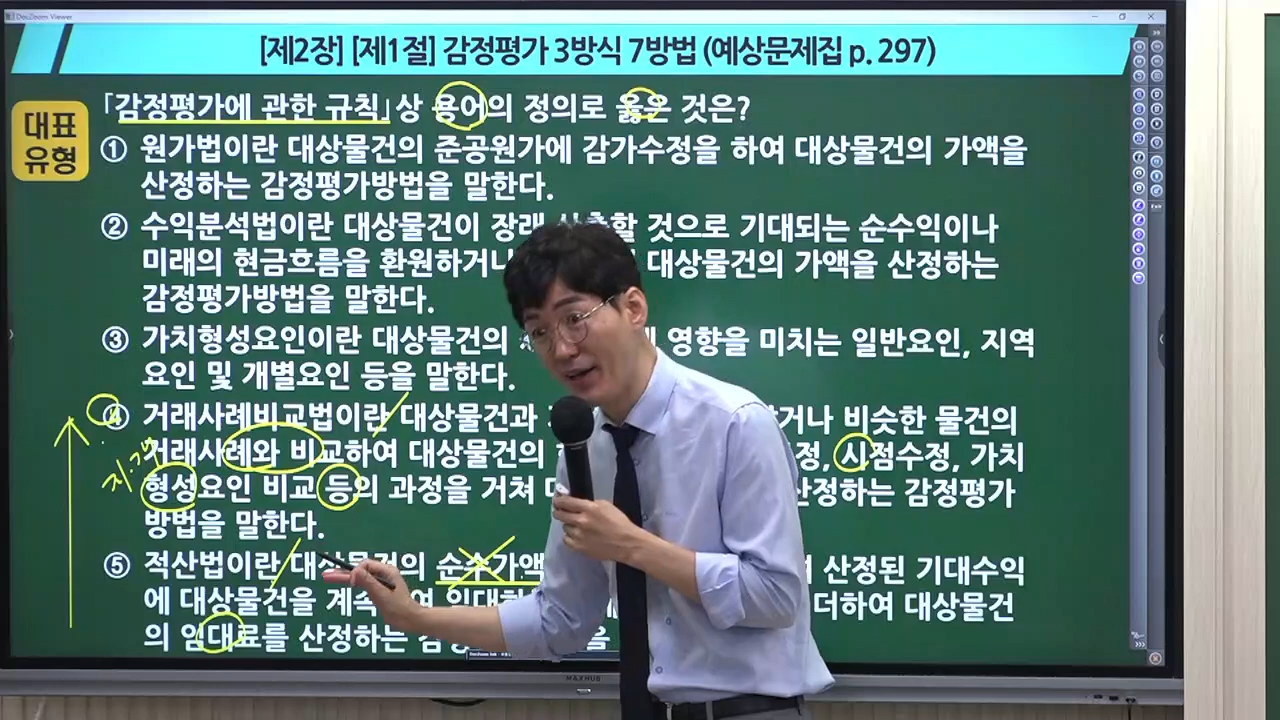 DocZoom Viewer
[제2장] [제1절] 감정평가 3방식 7방법 (예상문제집 p. 297)
대표
유형
「감정평가에 관한 규칙」상 용어의 정의로 옳은 것은?
① 원가법이란 대상물건의 준공원가에 감가수정을 하여 대상물건의 가액을
산정하는 감정평가방법을 말한다.
② 수익분석법이란 대상물건이 장래 할 것으로 기대되는 순수익이나
미래의 현금흐름을 환원하거나 대상물건의 가액을 산정하는
감정평가방법을 말한다.
③ 가치형성요인이란 대상물건의 영향을 미치는 일반요인, 지역
요인 및 개별요인 등을 말한다.
④ 거래사례비교법이란 대상물건과 비슷한 물건의
거래사례와 비교하여 대상물건의 시점수정, 가치
형성요인 비교 등의 과정을 거쳐 산정하는 감정평가
방법을 말한다.
⑤ 적산법이란 대상물건의 순수가액 산정된 기대수익
에 대상물건을 계속 더하여 대상물건
의 임대료를 산정하는
MAXHUB